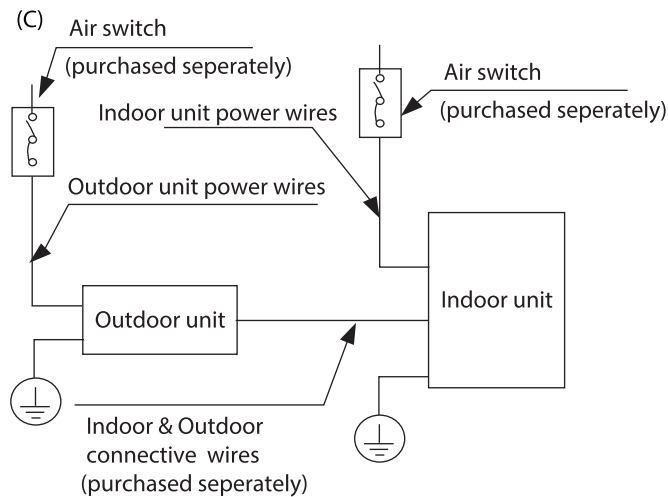 (C)
Air switch
(purchased seperately)
Air switch
(purchased seperately)
Indoor unit power wires
Outdoor unit power wires
Outdoor unit
Indoor unit
Indoor & Outdoor
connective wires
(purchased seperately)